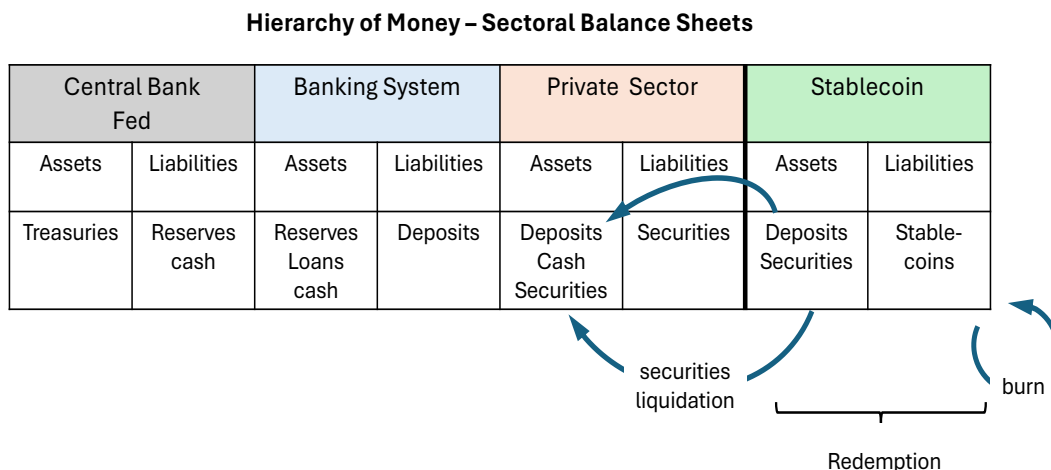 Hierarchy of Money – Sectoral Balance Sheets
Central Bank
Fed
Banking System
Private Sector
Stablecoin
Assets
Liabilities
Assets
Liabilities
Assets
Liabilities
Assets
Liabilities
Treasuries
Reserves
cash
Reserves
Loans
cash
Deposits
Deposits
Cash
Securities
Securities
Deposits
Securities
Stable-
coins
securities
liquidation
burn
Redemption